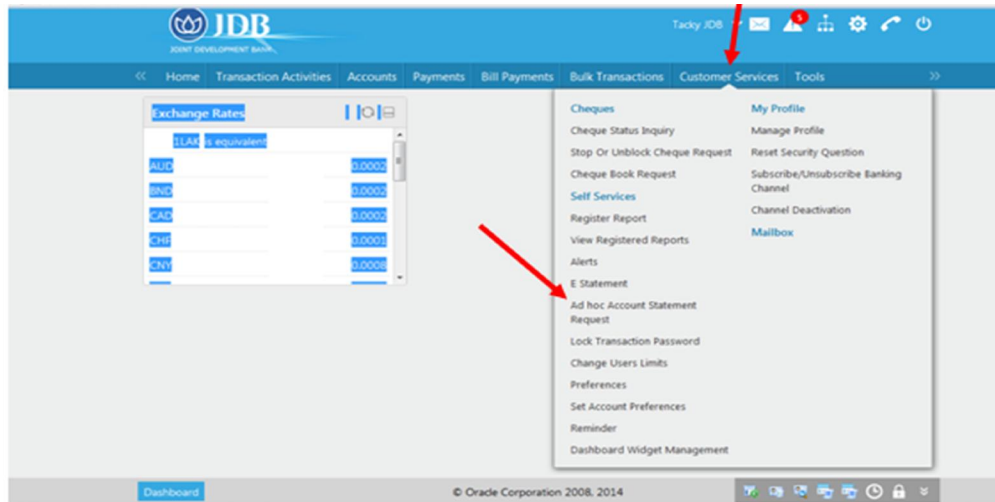 JDB
JOINT DEVELOPMENT BANK
Tacky JDB
5
Home Transaction Activities Accounts Payments Bill Payments Bulk Transactions Customer Services Tools
Exchange Rates
1LAK is equivalent
AUD 0.0002
BND 0.0002
CAD 0.0002
CHF 0.0001
CNY 0.0008
Cheques
Cheque Status Inquiry
Stop Or Unblock Cheque Request
Cheque Book Request
Self Services
Register Report
View Registered Reports
Alerts
E Statement
Ad hoc Account Statement
Request
Lock Transaction Password
Change Users Limits
Preferences
Set Account Preferences
Reminder
Dashboard Widget Management
My Profile
Manage Profile
Reset Security Question
Subscribe/Unsubscribe Banking
Channel
Channel Deactivation
Mailbox
Dashboard
© Oracle Corporation 2008, 2014